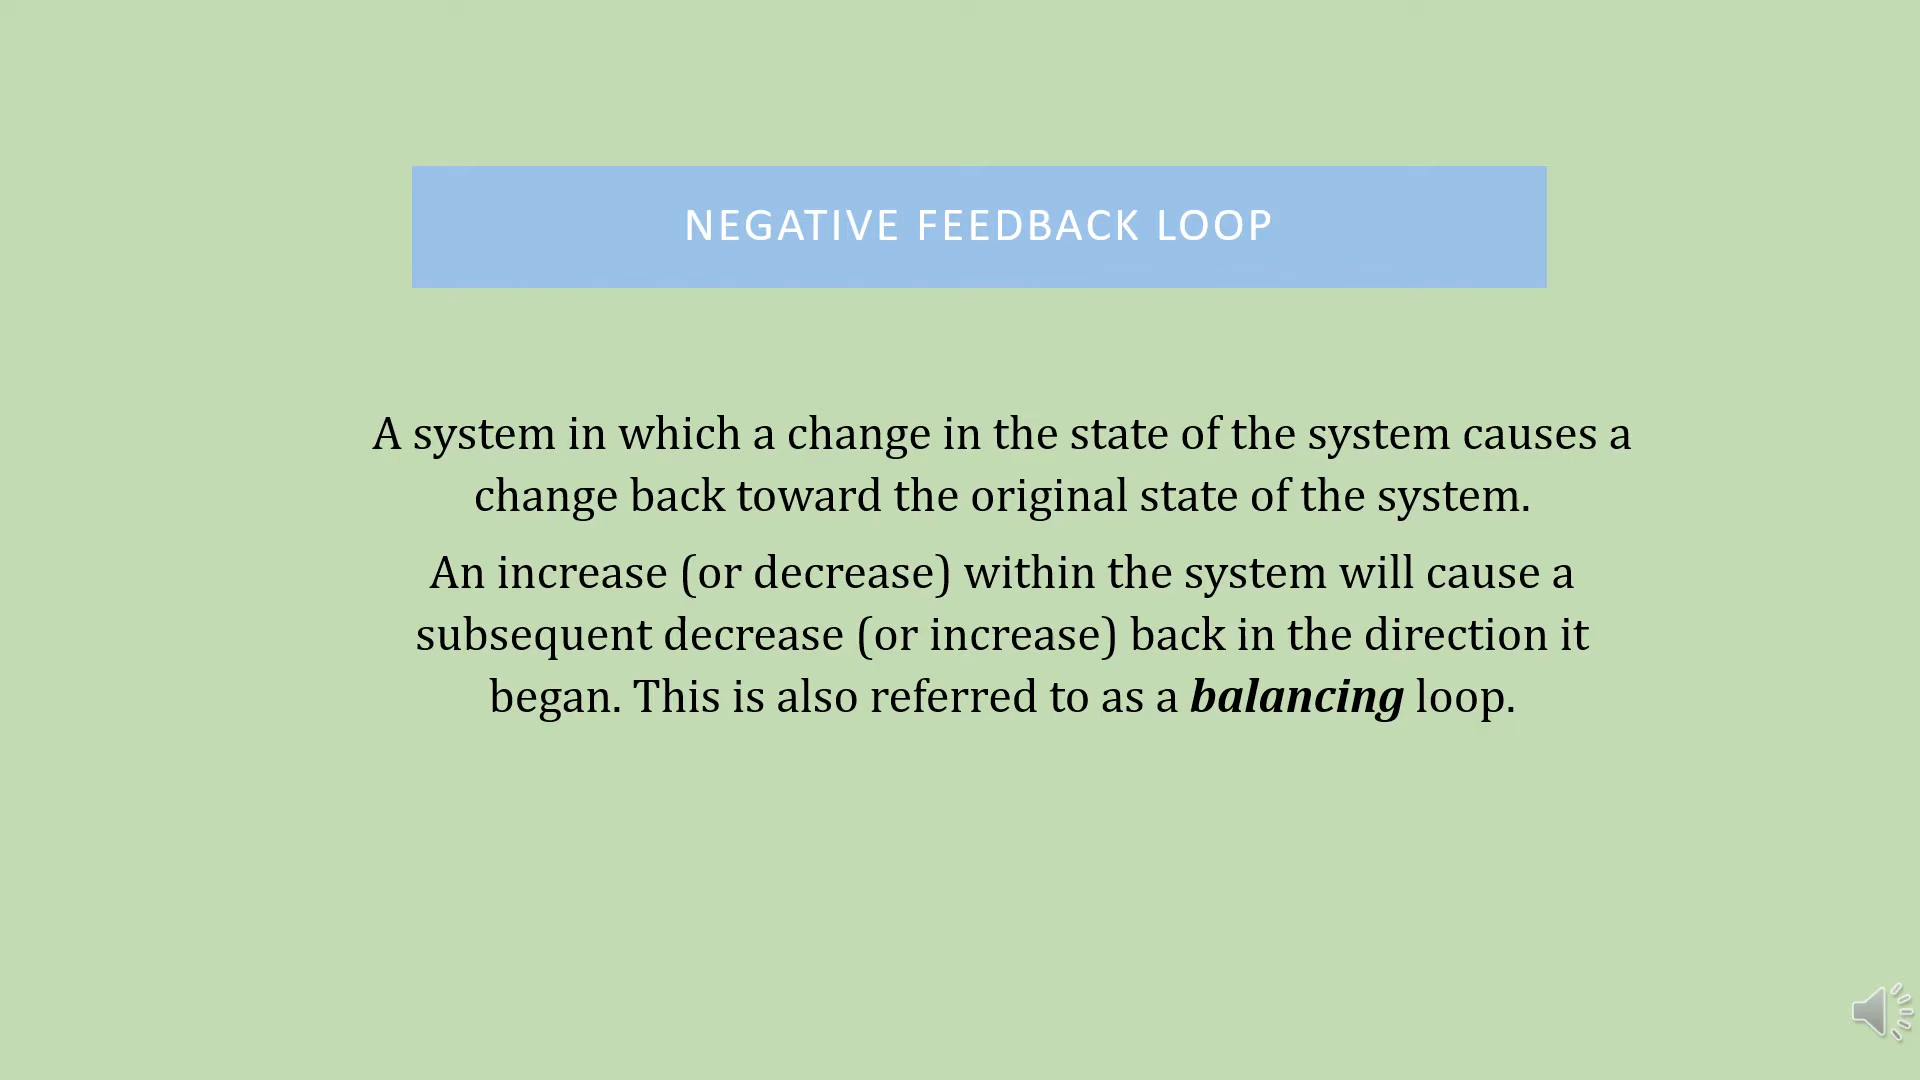 NEGATIVE FEEDBACK LOOP
A system in which a change in the state of the system causes a
change back toward the original state of the system.
An increase (or decrease) within the system will cause a
subsequent decrease (or increase) back in the direction it
began. This is also referred to as a balancing loop.